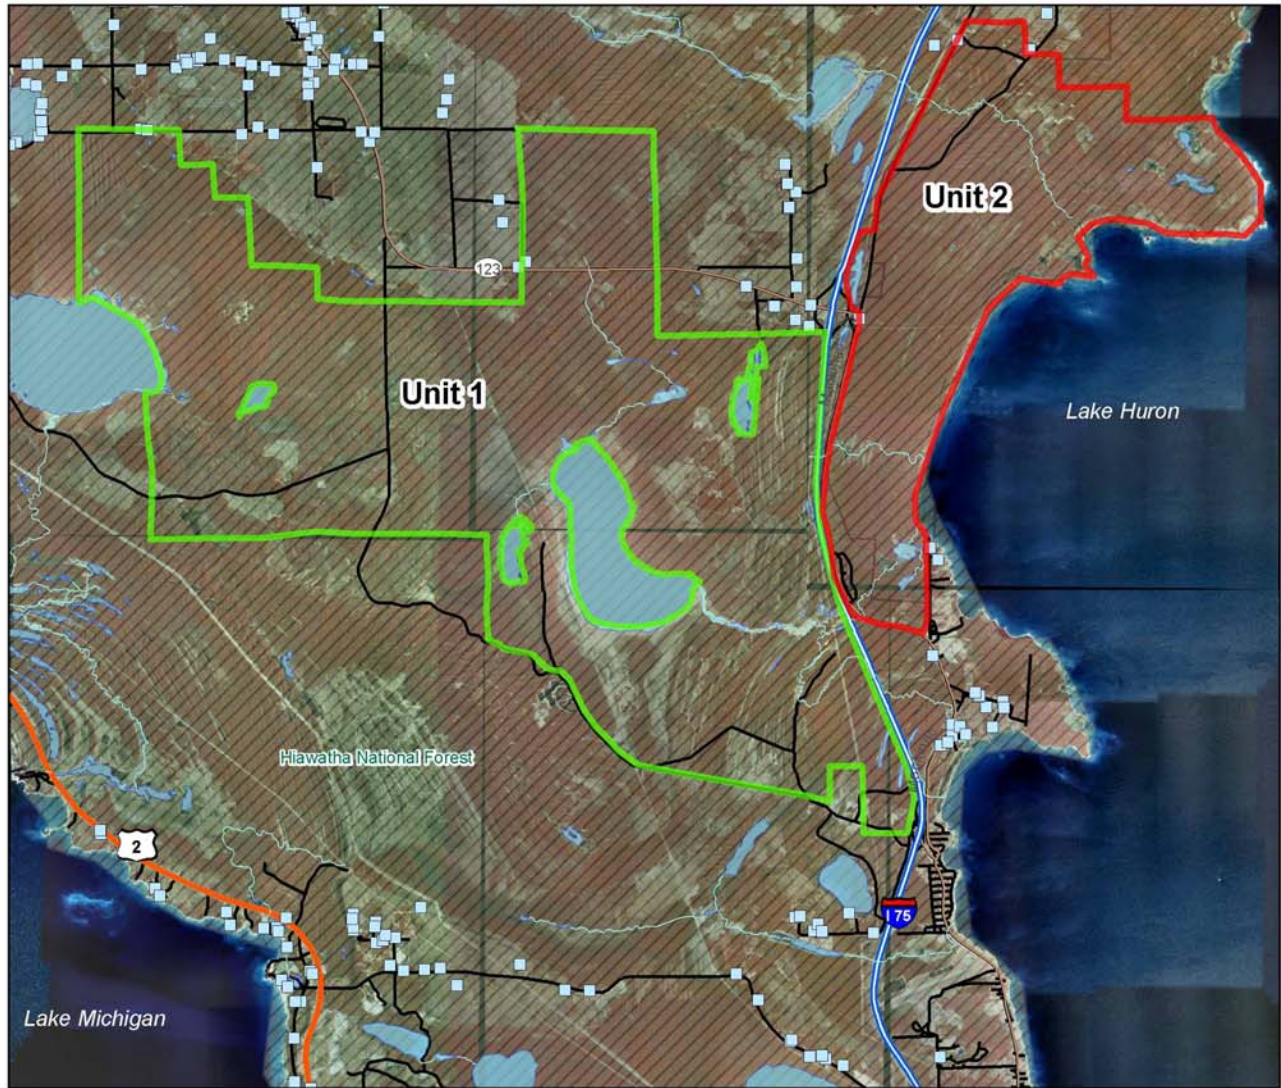 Unit 2
123
Unit 1
Lake Huron
Hiawatha National Forest
2
I 75
Lake Michigan